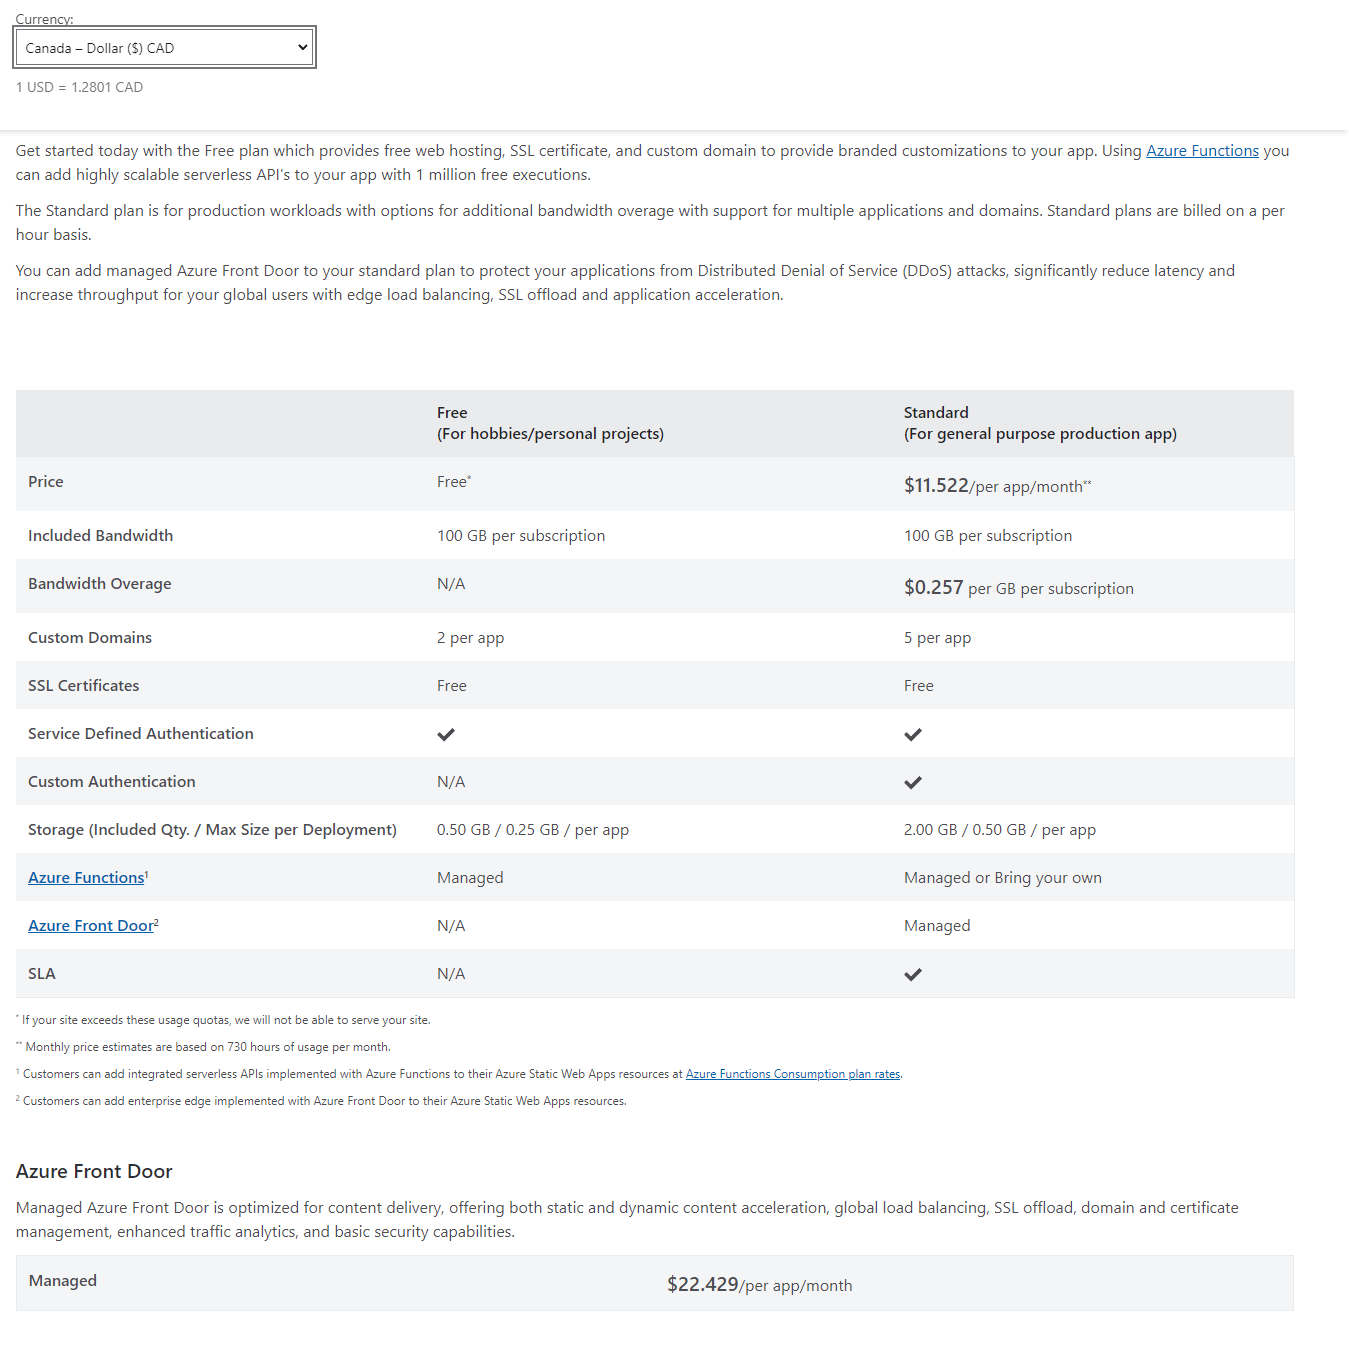 Currency:
Canada – Dollar ($) CAD
1 USD = 1.2801 CAD
Get started today with the Free plan which provides free web hosting, SSL certificate, and custom domain to provide branded customizations to your app. Using Azure Functions you
can add highly scalable serverless API's to your app with 1 million free executions.
The Standard plan is for production workloads with options for additional bandwidth overage with support for multiple applications and domains. Standard plans are billed on a per
hour basis.
You can add managed Azure Front Door to your standard plan to protect your applications from Distributed Denial of Service (DDoS) attacks, significantly reduce latency and
increase throughput for your global users with edge load balancing, SSL offload and application acceleration.
Free Standard
(For hobbies/personal projects) (For general purpose production app)
Price Free* $11.522/per app/month**
Included Bandwidth 100 GB per subscription 100 GB per subscription
Bandwidth Overage N/A $0.257 per GB per subscription
Custom Domains 2 per app 5 per app
SSL Certificates Free Free
Service Defined Authentication ✔ ✔
Custom Authentication N/A ✔
Storage (Included Qty. / Max Size per Deployment) 0.50 GB / 0.25 GB / per app 2.00 GB / 0.50 GB / per app
Azure Functions¹ Managed Managed or Bring your own
Azure Front Door² N/A Managed
SLA N/A ✔
* If your site exceeds these usage quotas, we will not be able to serve your site.
** Monthly price estimates are based on 730 hours of usage per month.
¹ Customers can add integrated serverless APIs implemented with Azure Functions to their Azure Static Web Apps resources at Azure Functions Consumption plan rates.
² Customers can add enterprise edge implemented with Azure Front Door to their Azure Static Web Apps resources.
Azure Front Door
Managed Azure Front Door is optimized for content delivery, offering both static and dynamic content acceleration, global load balancing, SSL offload, domain and certificate
management, enhanced traffic analytics, and basic security capabilities.
Managed $22.429/per app/month